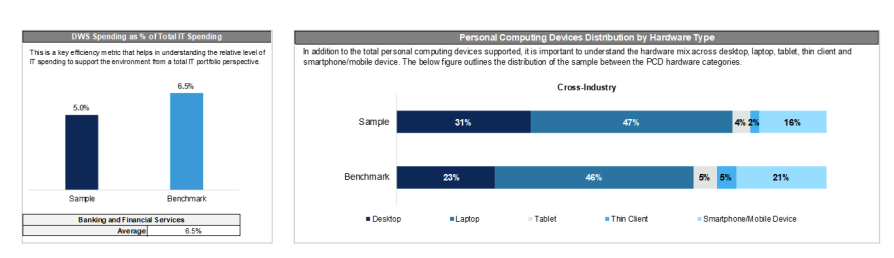 DWS Spending as % of Total IT Spending
This is a key efficiency metric that helps in understanding the relative level of
IT spending to support the environment from a total IT portfolio perspective.
5.0%
6.5%
Sample
Benchmark
Banking and Financial Services
Average
6.5%
Personal Computing Devices Distribution by Hardware Type
In addition to the total personal computing devices supported, it is important to understand the hardware mix across desktop, laptop, tablet, thin client and
smartphone/mobile device. The below figure outlines the distribution of the sample between the PCD hardware categories.
Cross-Industry
Sample
31%
47%
4%
2%
16%
Benchmark
23%
46%
5%
5%
21%
Desktop
Laptop
Tablet
Thin Client
Smartphone/Mobile Device